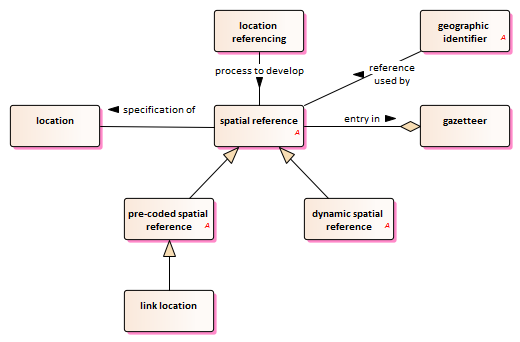 location
referencing
geographic
identifier
A
process to develop
◄ reference
used by
location
◄ specification of
spatial reference
A
entry in ►
gazetteer
pre-coded spatial
reference
A
dynamic spatial
reference
A
link location